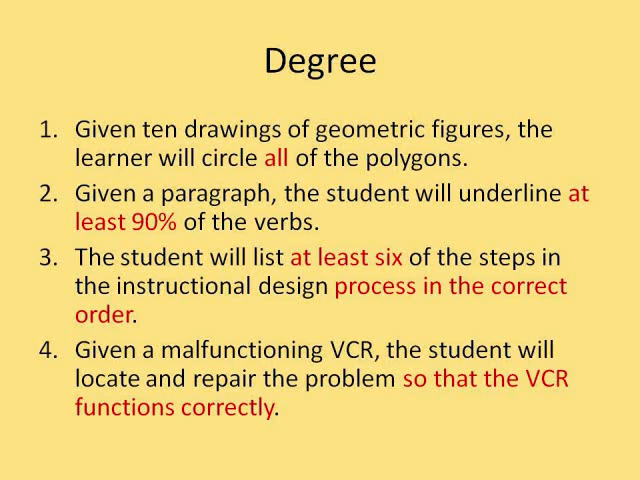 Degree
1. Given ten drawings of geometric figures, the
learner will circle all of the polygons.
2. Given a paragraph, the student will underline at
least 90% of the verbs.
3. The student will list at least six of the steps in
the instructional design process in the correct
order.
4. Given a malfunctioning VCR, the student will
locate and repair the problem so that the VCR
functions correctly.